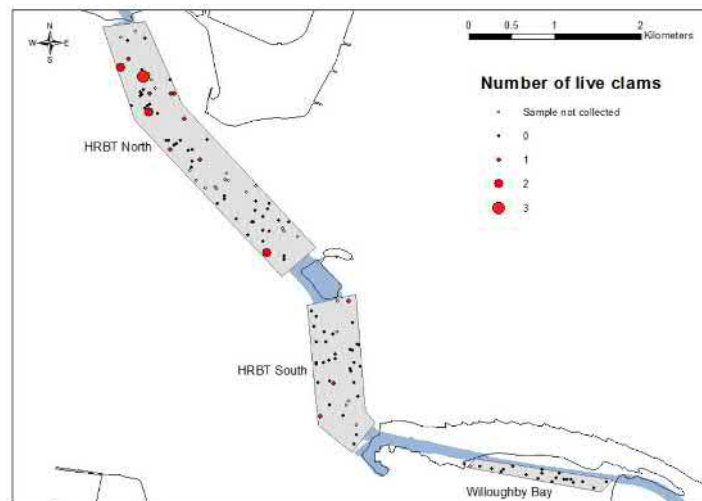 N
W E
S
0 0.5 1 2
Kilometers
Number of live clams
Sample not collected
0
1
2
3
HRBT North
HRBT South
Willoughby Bay